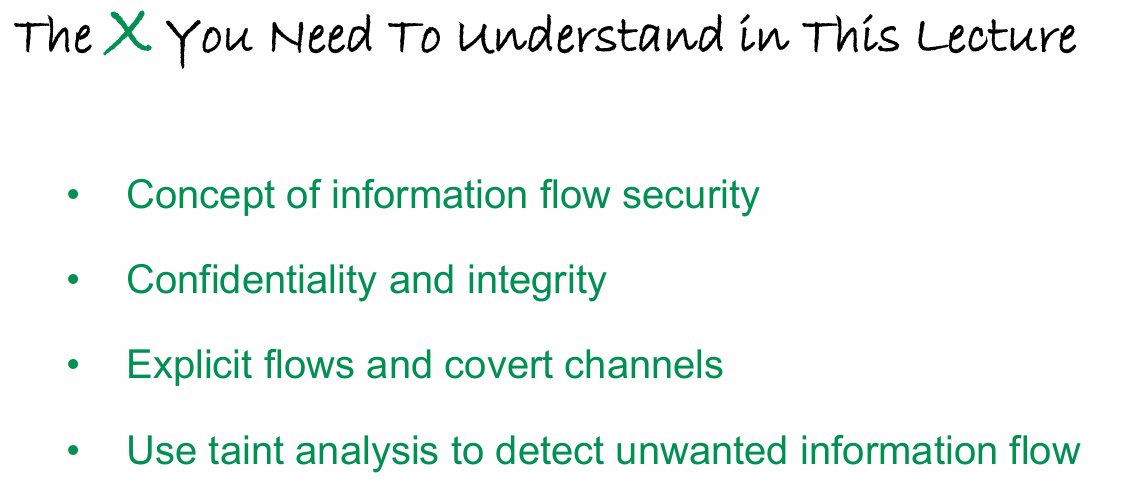 The X You Need To Understand in This Lecture
• Concept of information flow security
• Confidentiality and integrity
• Explicit flows and covert channels
• Use taint analysis to detect unwanted information flow